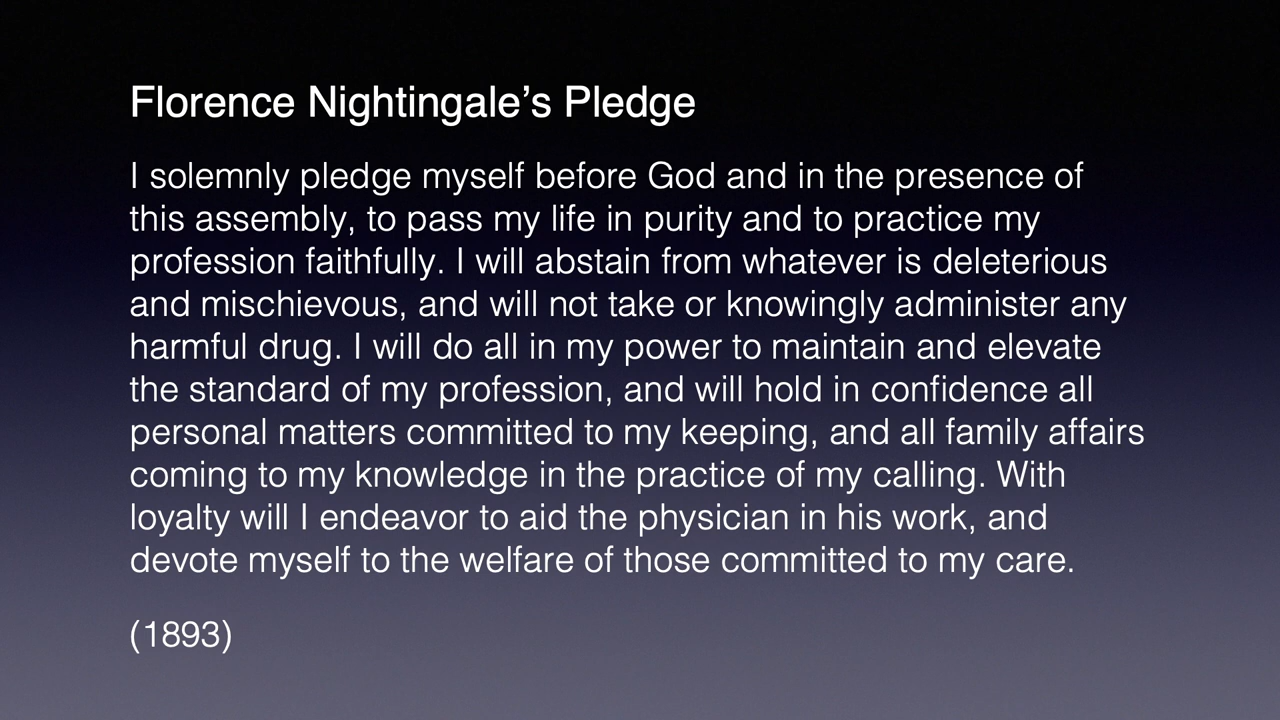 Florence Nightingale’s Pledge
I solemnly pledge myself before God and in the presence of
this assembly, to pass my life in purity and to practice my
profession faithfully. I will abstain from whatever is deleterious
and mischievous, and will not take or knowingly administer any
harmful drug. I will do all in my power to maintain and elevate
the standard of my profession, and will hold in confidence all
personal matters committed to my keeping, and all family affairs
coming to my knowledge in the practice of my calling. With
loyalty will I endeavor to aid the physician in his work, and
devote myself to the welfare of those committed to my care.
(1893)